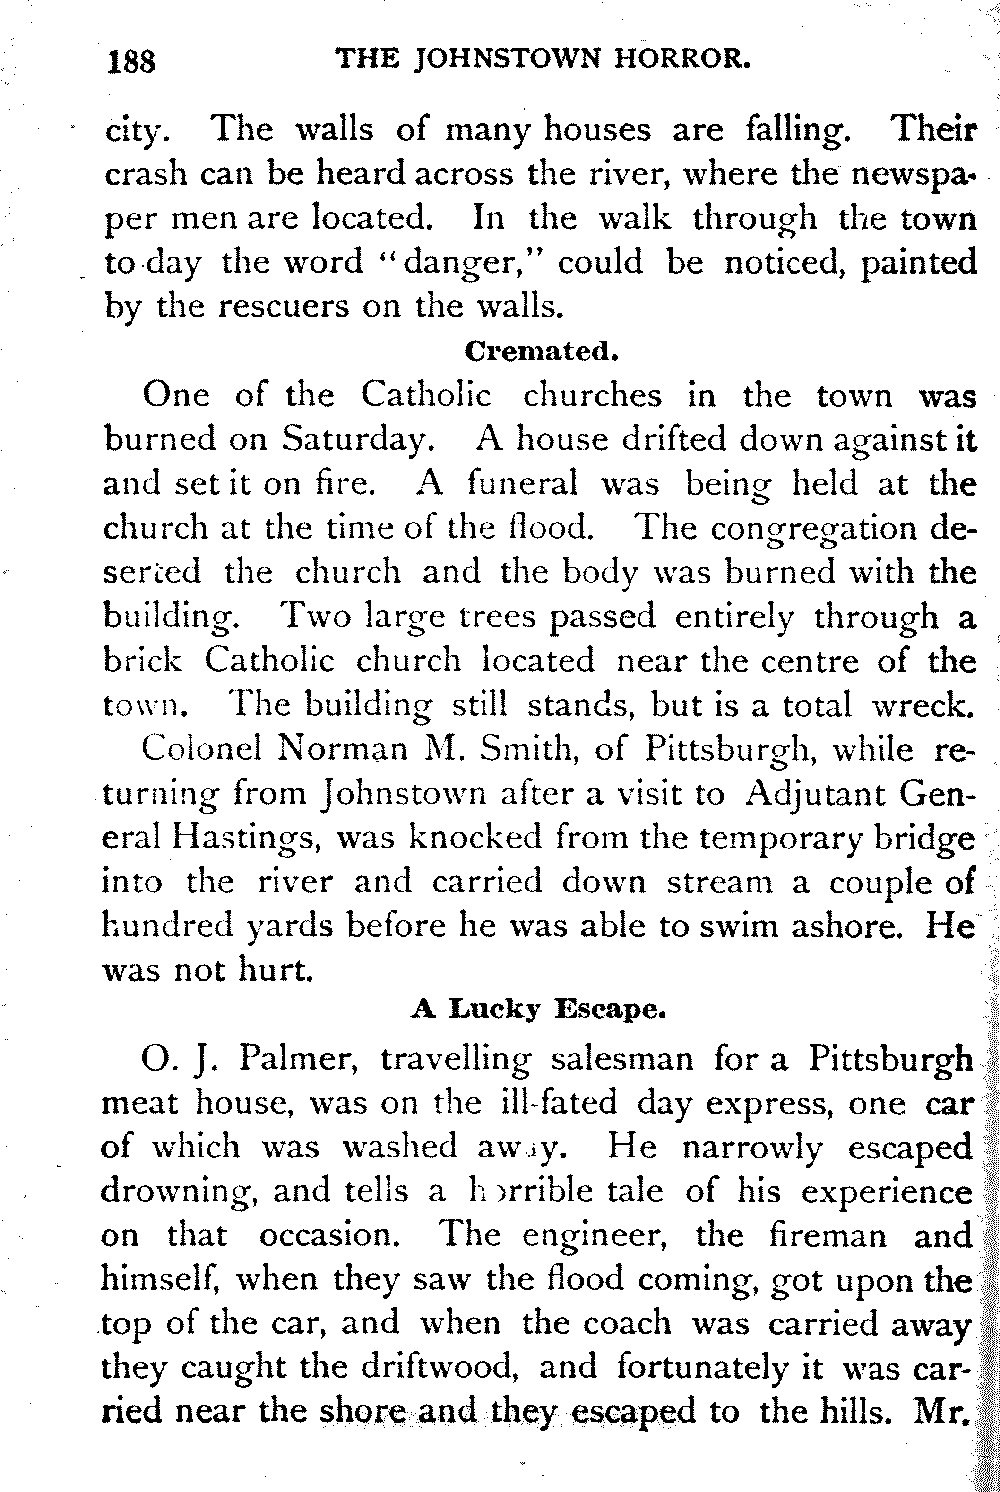 188 THE JOHNSTOWN HORROR.
city. The walls of many houses are falling. Their
crash can be heard across the river, where the newspa-
per men are located. In the walk through the town
to-day the word "danger," could be noticed, painted
by the rescuers on the walls.
Cremated.
One of the Catholic churches in the town was
burned on Saturday. A house drifted down against it
and set it on fire. A funeral was being held at the
church at the time of the flood. The congregation de-
serted the church and the body was burned with the
building. Two large trees passed entirely through a
brick Catholic church located near the centre of the
town. The building still stands, but is a total wreck.
Colonel Norman M. Smith, of Pittsburgh, while re-
turning from Johnstown after a visit to Adjutant Gen-
eral Hastings, was knocked from the temporary bridge
into the river and carried down stream a couple of
hundred yards before he was able to swim ashore. He
was not hurt.
A Lucky Escape.
O. J. Palmer, travelling salesman for a Pittsburgh
meat house, was on the ill-fated day express, one car
of which was washed away. He narrowly escaped
drowning, and tells a horrible tale of his experience
on that occasion. The engineer, the fireman and
himself, when they saw the flood coming, got upon the
top of the car, and when the coach was carried away
they caught the driftwood, and fortunately it was car-
ried near the shore and they escaped to the hills. Mr.